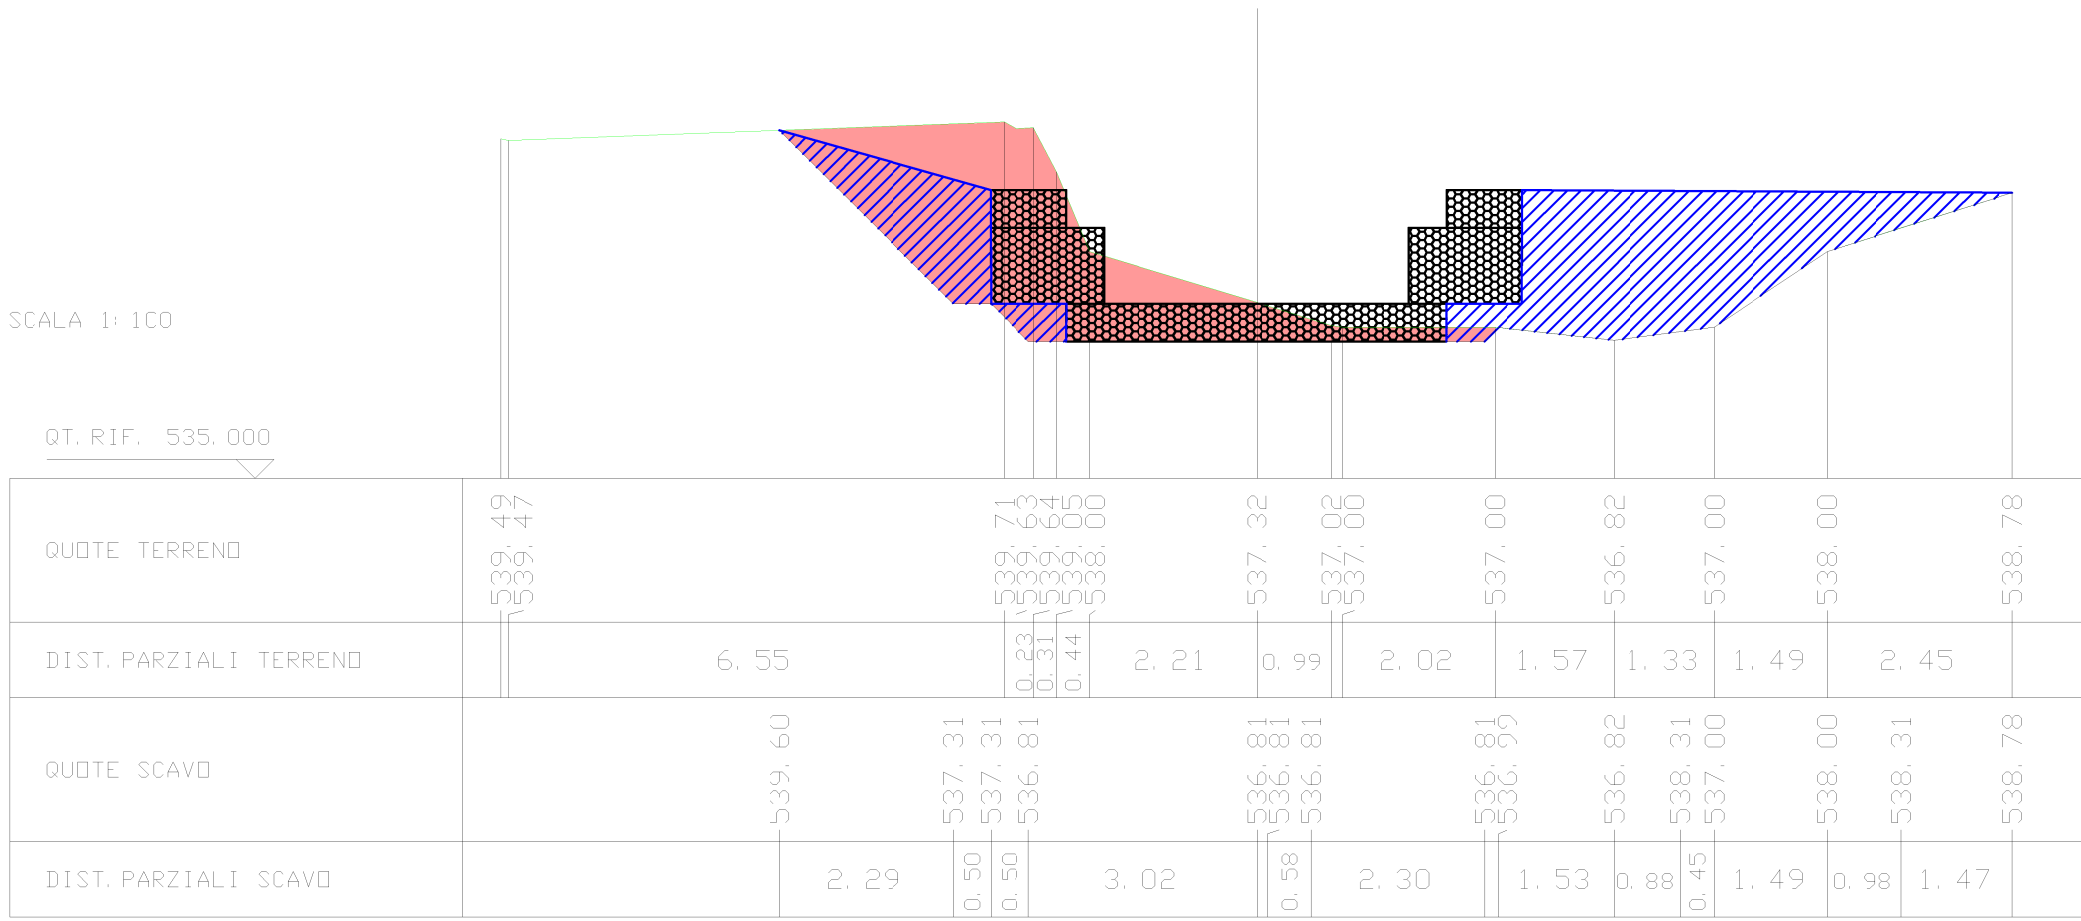 SCALA 1: 100
QT. RIF. 535. 000
QUOTE TERRENO 539. 49 539. 47 539. 71 539. 63 539. 64 539. 05 538. 00 537. 32 537. 02 537. 00 537. 00 536. 82 537. 00 538. 00 538. 78
DIST. PARZIALI TERRENO 6. 55 0. 23 0. 31 0. 44 2. 21 0. 99 2. 02 1. 57 1. 33 1. 49 2. 45
QUOTE SCAVO 539. 60 537. 31 537. 31 536. 81 536. 81 536. 81 536. 81 536. 81 536. 99 536. 82 538. 31 537. 00 538. 00 538. 31 538. 78
DIST. PARZIALI SCAVO 2. 29 0. 50 0. 50 3. 02 0. 58 2. 30 1. 53 0. 88 0. 45 1. 49 0. 98 1. 47